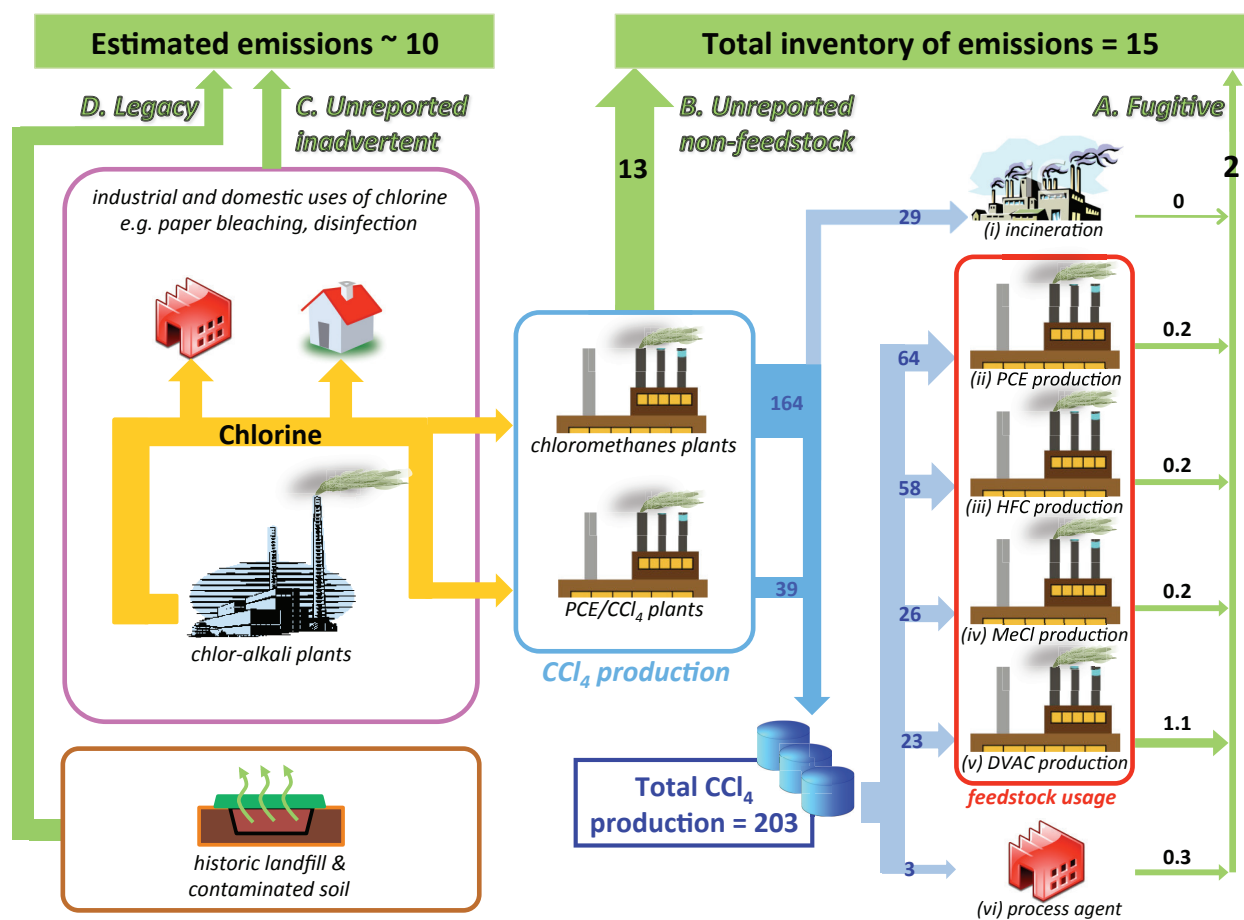 Estimated emissions ~ 10
Total inventory of emissions = 15
D. Legacy
C. Unreported
inadvertent
B. Unreported
non-feedstock
A. Fugitive
13
2
industrial and domestic uses of chlorine
e.g. paper bleaching, disinfection
29
(i) incineration
0
Chlorine
chlor-alkali plants
chloromethanes plants
164
PCE/CCl₄ plants
39
CCl₄ production
64
(ii) PCE production
0.2
58
(iii) HFC production
0.2
26
(iv) MeCl production
0.2
23
(v) DVAC production
1.1
feedstock usage
Total CCl₄
production = 203
3
(vi) process agent
0.3
historic landfill &
contaminated soil